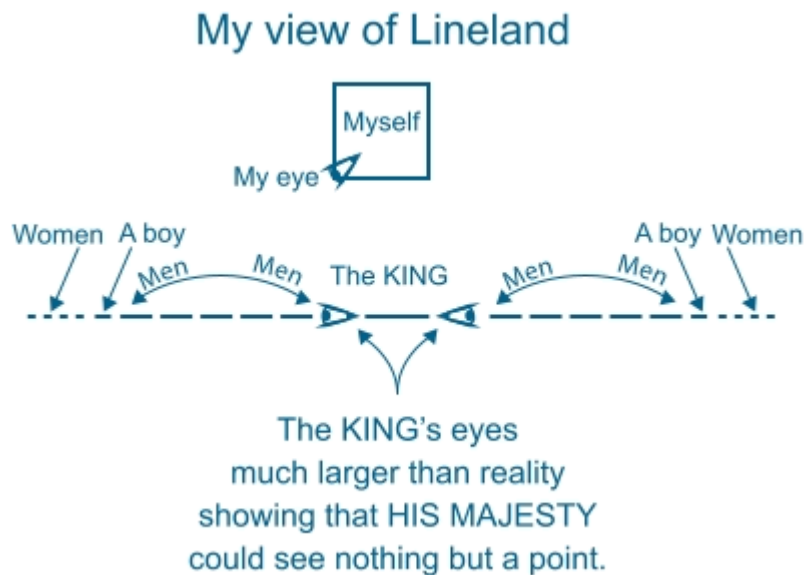 My view of Lineland
Myself
My eye
Women A boy
Men Men
The KING
Men Men
A boy Women
The KING’s eyes
much larger than reality
showing that HIS MAJESTY
could see nothing but a point.